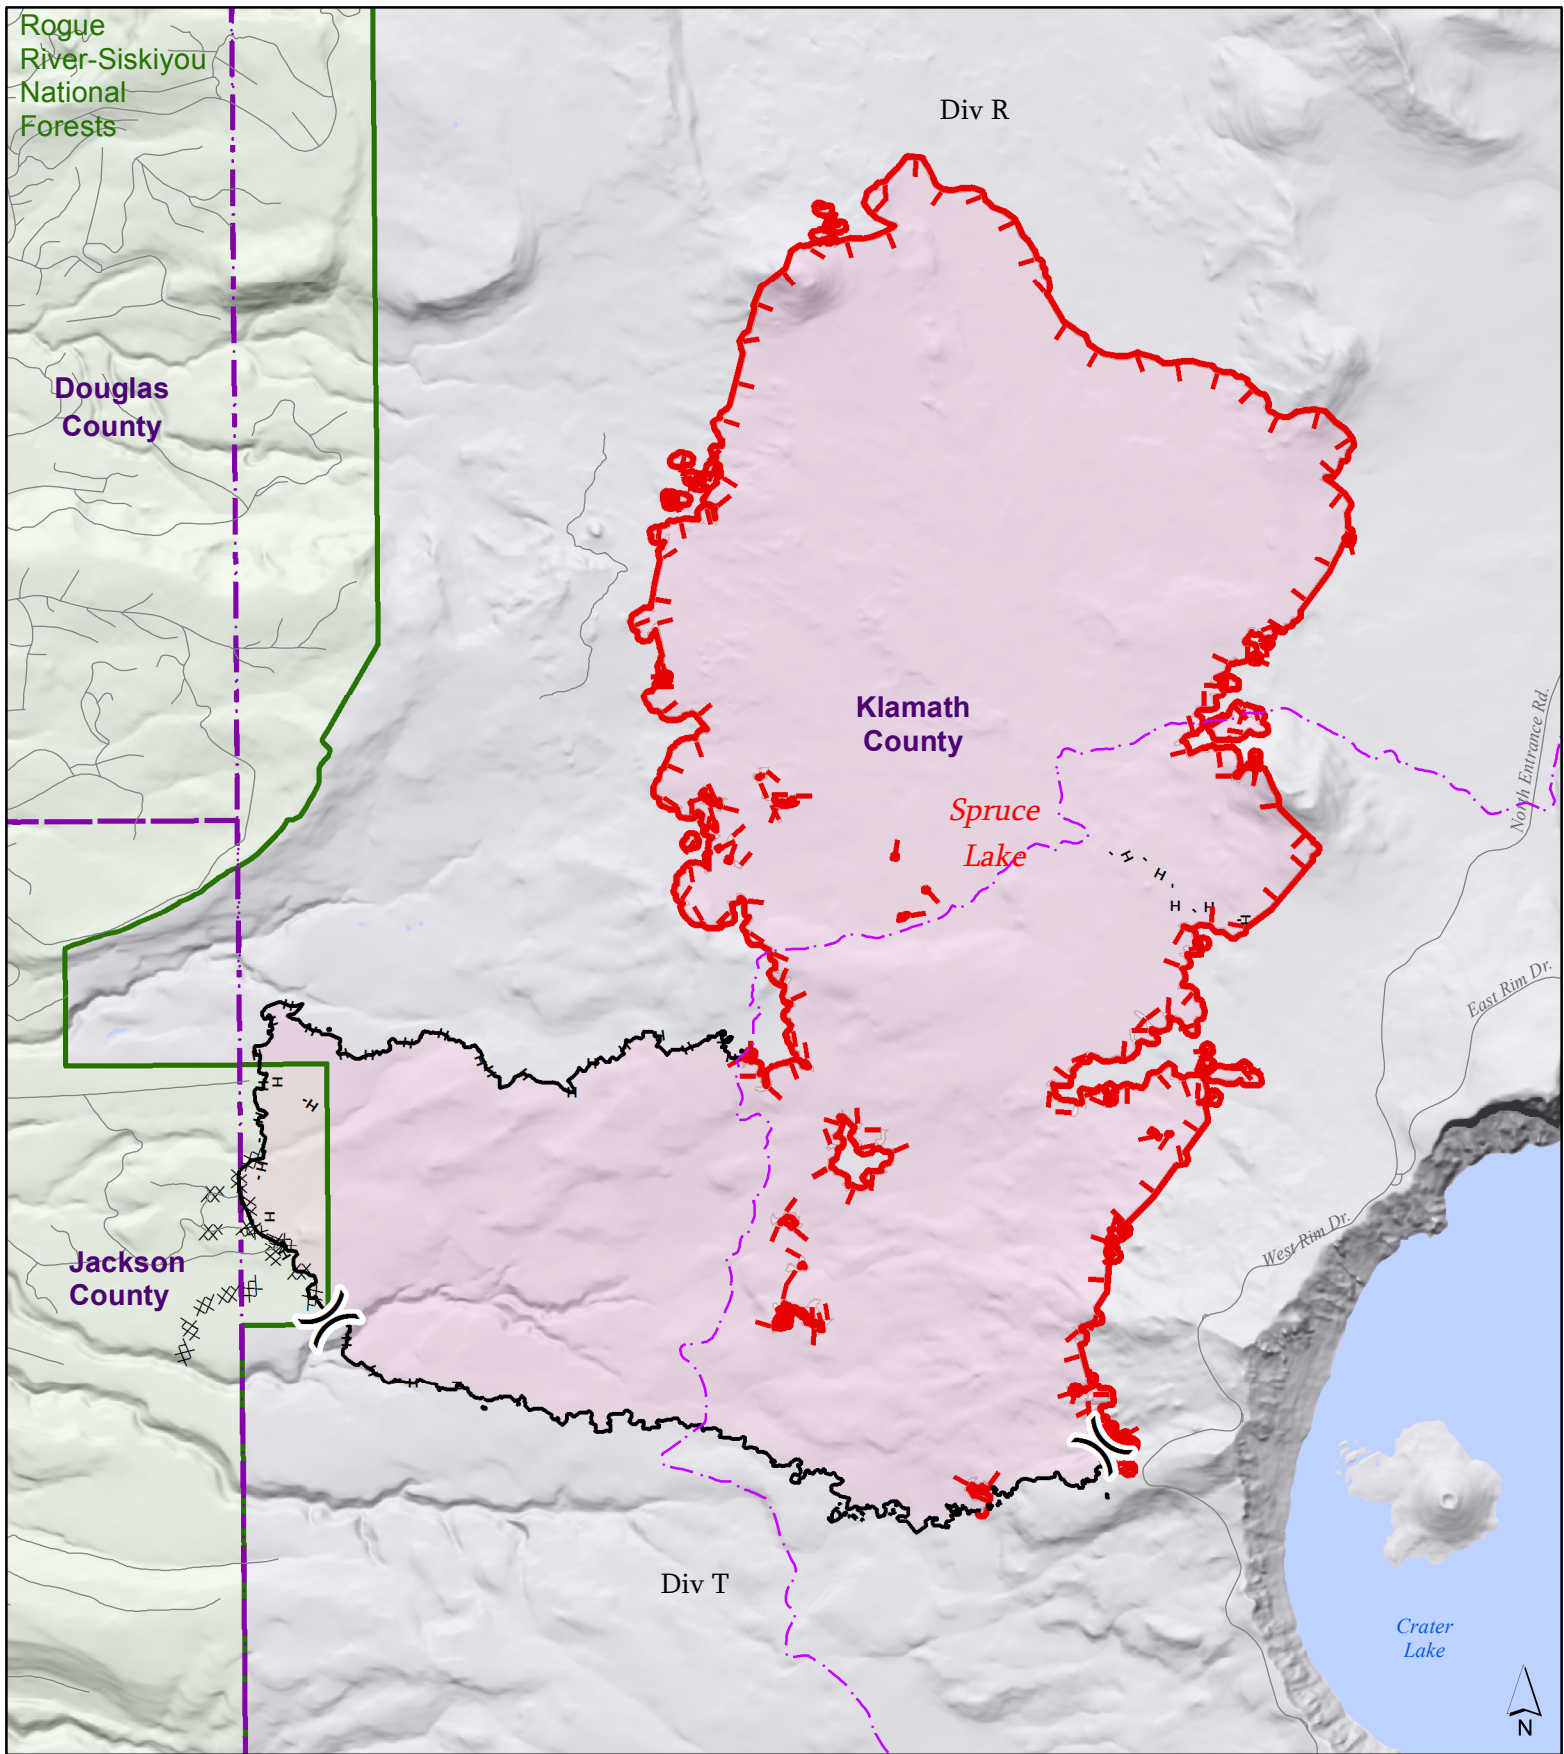 Rogue
River-Siskiyou
National
Forests
Div R
Douglas
County
Klamath
County
Spruce
Lake
North Entrance Rd.
H
H
H
H
H
East Rim Dr.
H
H
H
H
H
West Rim Dr.
Jackson
County
Div T
Crater
Lake
N